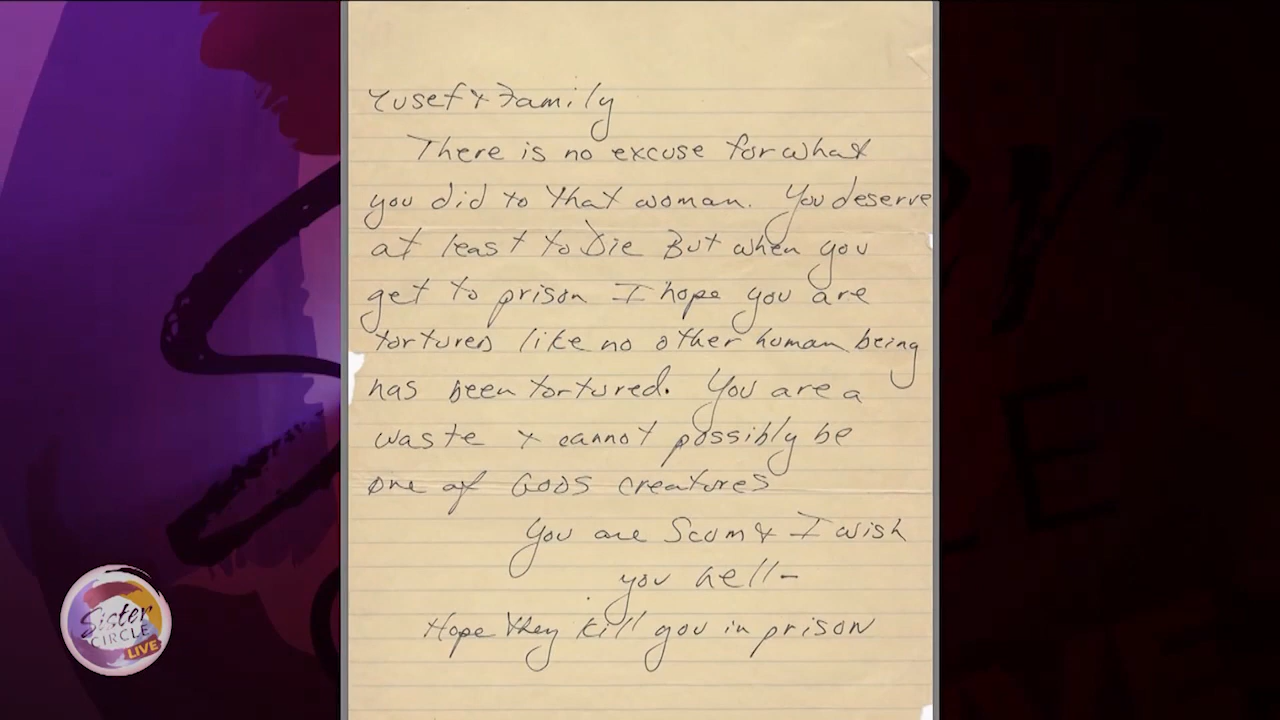 Yusef & Family
There is no excuse for what
you did to that woman. You deserve
at least to Die But when you
get to prison I hope you are
tortured like no other human being
has been tortured. You are a
waste & cannot possibly be
one of GODS creatures
You are Scum & I wish
you hell-
Hope they kill you in prison
Sister
CIRCLE
LIVE